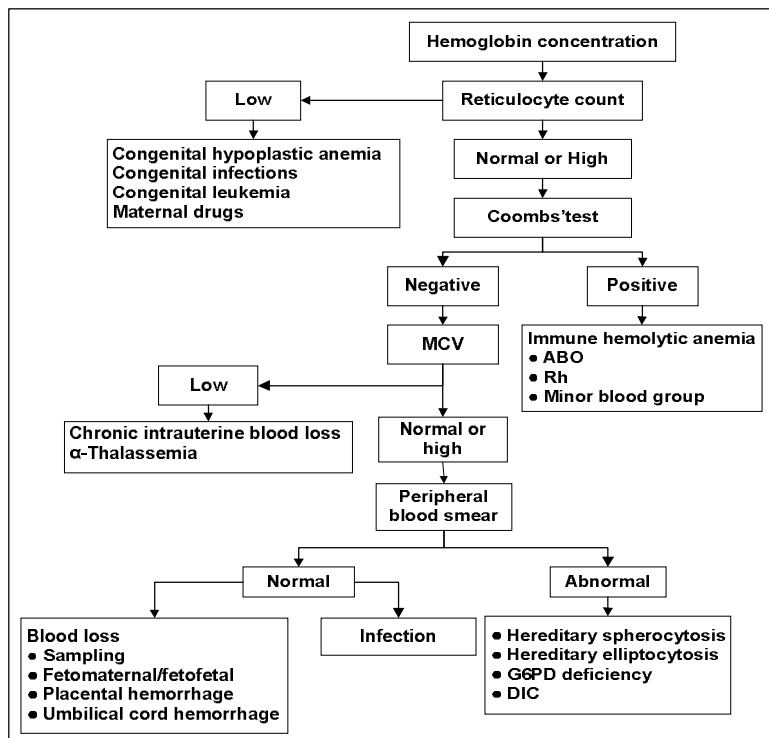 Hemoglobin concentration
Low
Reticulocyte count
Congenital hypoplastic anemia
Congenital infections
Congenital leukemia
Maternal drugs
Normal or High
Coombs'test
Negative
Positive
MCV
Immune hemolytic anemia
● ABO
● Rh
● Minor blood group
Low
Chronic intrauterine blood loss
α-Thalassemia
Normal or
high
Peripheral
blood smear
Normal
Abnormal
Blood loss
● Sampling
● Fetomaternal/fetofetal
● Placental hemorrhage
● Umbilical cord hemorrhage
Infection
● Hereditary spherocytosis
● Hereditary elliptocytosis
● G6PD deficiency
● DIC